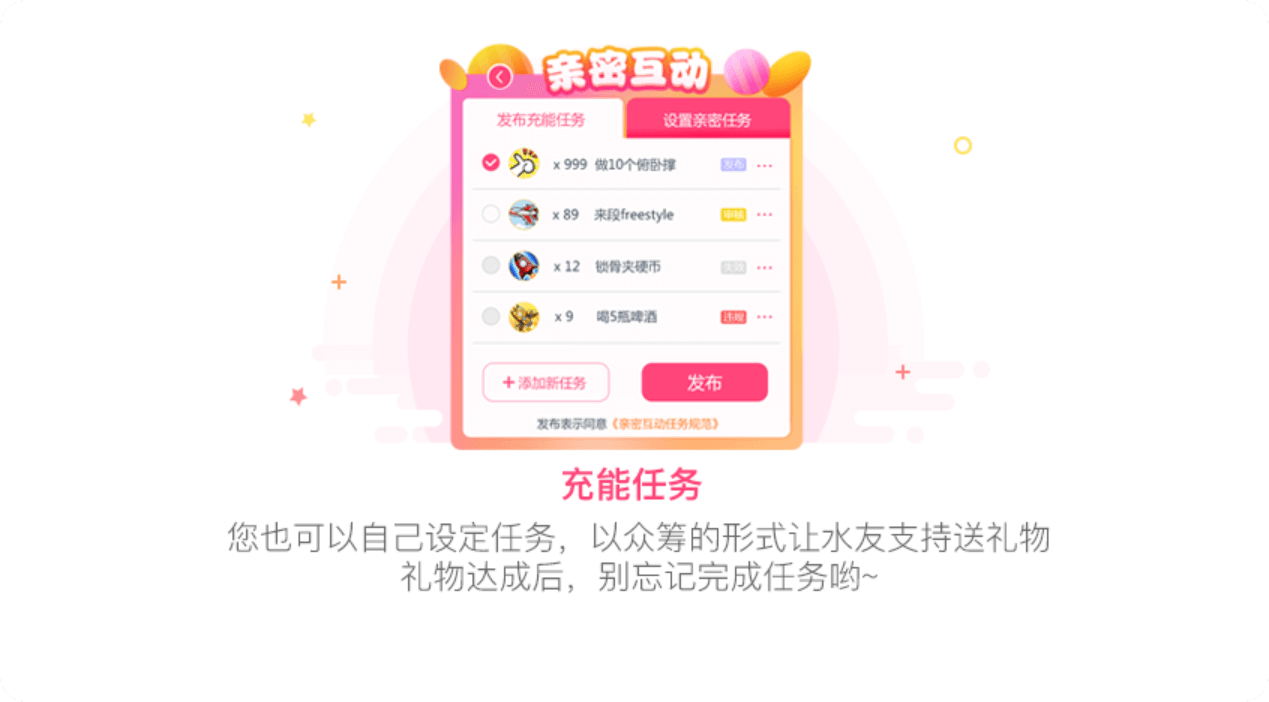 亲密互动
发布充能任务 设置亲密任务
x 999 做10个俯卧撑 发布
x 89 来段freestyle 审核
x 12 锁骨夹硬币 失效
x 9 喝5瓶啤酒 违规
+添加新任务 发布
发布表示同意《亲密互动任务规范》
充能任务
您也可以自己设定任务，以众筹的形式让水友支持送礼物
礼物达成后，别忘记完成任务哟~